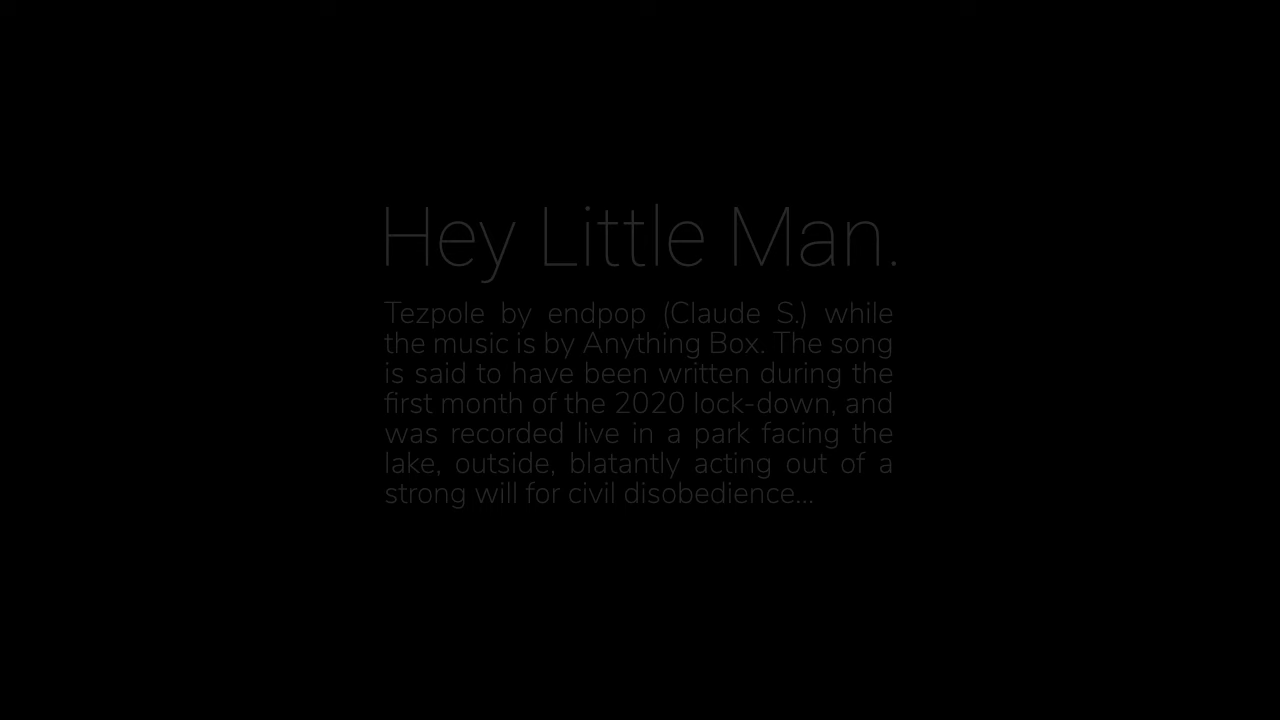 Hey Little Man.
Tezpole by endpop (Claude S.) while
the music is by Anything Box. The song
is said to have been written during the
first month of the 2020 lock-down, and
was recorded live in a park facing the
lake, outside, blatantly acting out of a
strong will for civil disobedience...